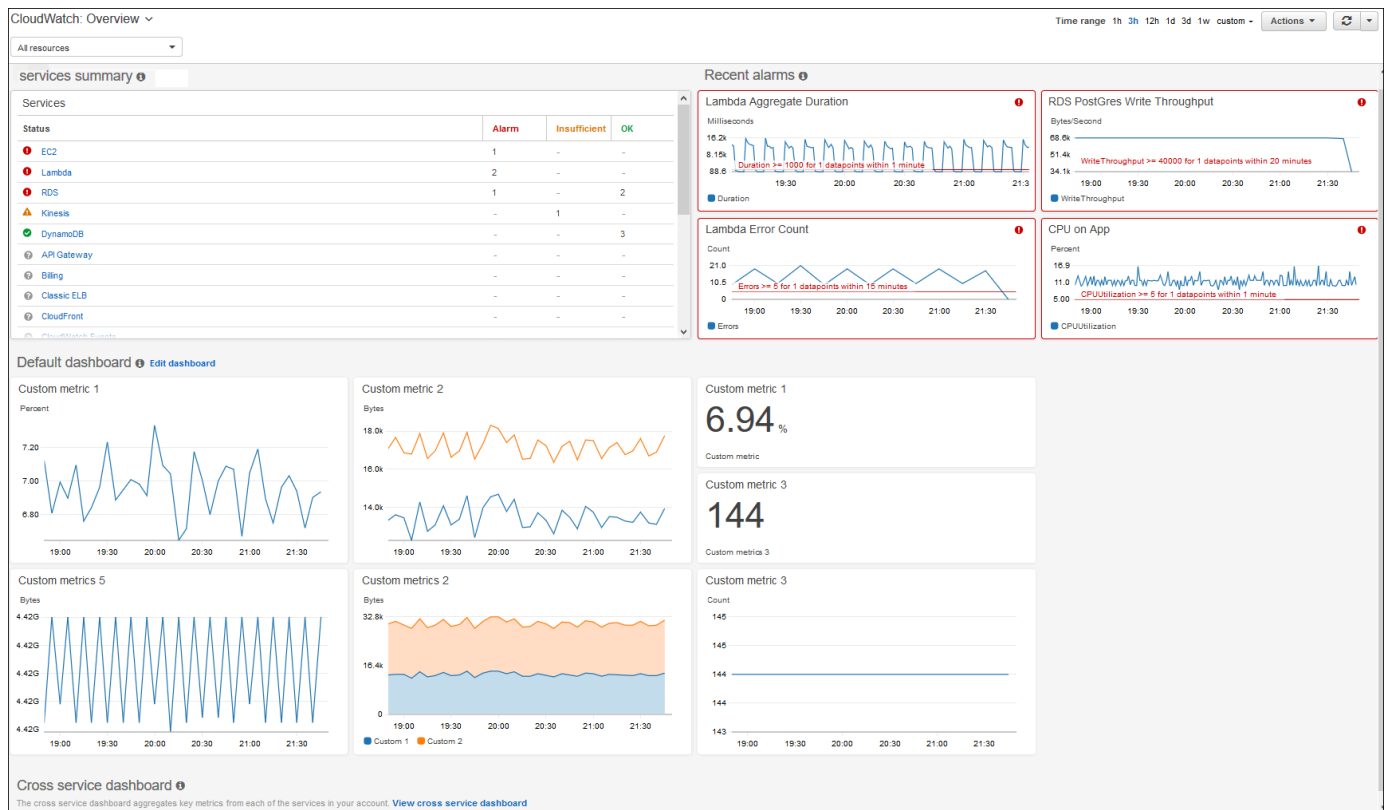 CloudWatch: Overview
Time range 1h 3h 12h 1d 3d 1w custom Actions
All resources
services summary
Services
Status Alarm Insufficient OK
EC2 1 - -
Lambda 2 - -
RDS 1 - 2
Kinesis - 1 -
DynamoDB - - 3
API Gateway - - -
Billing - - -
Classic ELB - - -
CloudFront - - -
CloudWatch Events
Recent alarms
Lambda Aggregate Duration
Milliseconds
16.2k
8.15k
88.6
Duration >= 1000 for 1 datapoints within 1 minute
19:30 20:00 20:30 21:00 21:3
Duration
RDS PostGres Write Throughput
Bytes/Second
68.6k
51.4k
34.1k
WriteThroughput >= 40000 for 1 datapoints within 20 minutes
19:00 19:30 20:00 20:30 21:00 21:30
WriteThroughput
Lambda Error Count
Count
21.0
10.5
0
Errors >= 5 for 1 datapoints within 15 minutes
19:00 19:30 20:00 20:30 21:00 21:30
Errors
CPU on App
Percent
16.9
11.0
5.00
CPUUtilization >= 5 for 1 datapoints within 1 minute
19:00 19:30 20:00 20:30 21:00 21:30
CPUUtilization
Default dashboard Edit dashboard
Custom metric 1
Percent
7.20
7.00
6.80
19:00 19:30 20:00 20:30 21:00 21:30
Custom metric 2
Bytes
18.0k
16.0k
14.0k
19:00 19:30 20:00 20:30 21:00 21:30
Custom metric 1
6.94 %
Custom metric
Custom metric 3
144
Custom metrics 3
Custom metrics 5
Bytes
4.42G
4.42G
4.42G
4.42G
4.42G
19:00 19:30 20:00 20:30 21:00 21:30
Custom metrics 2
Bytes
32.8k
16.4k
0
19:00 19:30 20:00 20:30 21:00 21:30
Custom 1 Custom 2
Custom metric 3
Count
145
145
144
144
143
19:00 19:30 20:00 20:30 21:00 21:30
Cross service dashboard
The cross service dashboard aggregates key metrics from each of the services in your account. View cross service dashboard